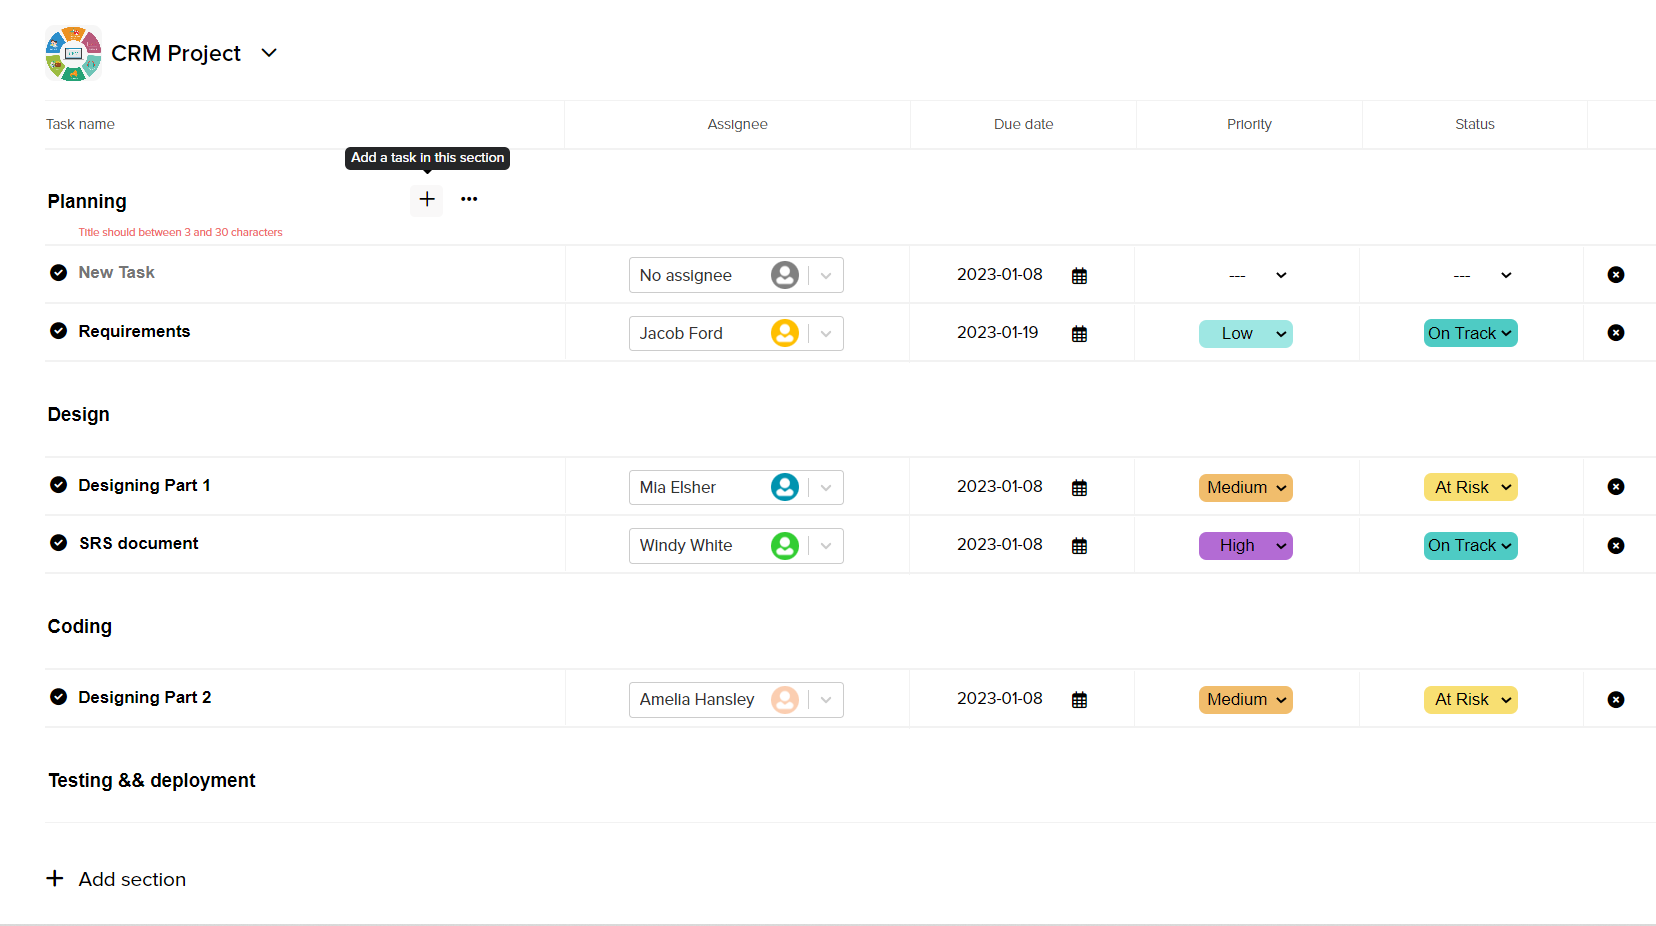 CRM Project
Task name Assignee Due date Priority Status
Add a task in this section
Planning
Title should between 3 and 30 characters
New Task No assignee 2023-01-08 --- ---
Requirements Jacob Ford 2023-01-19 Low On Track
Design
Designing Part 1 Mia Elsher 2023-01-08 Medium At Risk
SRS document Windy White 2023-01-08 High On Track
Coding
Designing Part 2 Amelia Hansley 2023-01-08 Medium At Risk
Testing && deployment
Add section